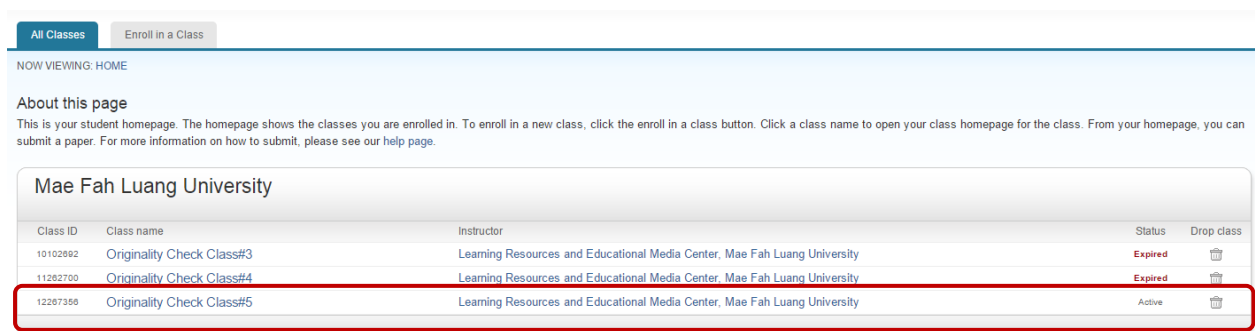 All Classes Enroll in a Class
NOW VIEWING: HOME
About this page
This is your student homepage. The homepage shows the classes you are enrolled in. To enroll in a new class, click the enroll in a class button. Click a class name to open your class homepage for the class. From your homepage, you can
submit a paper. For more information on how to submit, please see our help page.
Mae Fah Luang University
Class ID Class name Instructor Status Drop class
10102692 Originality Check Class#3 Learning Resources and Educational Media Center, Mae Fah Luang University Expired
11262700 Originality Check Class#4 Learning Resources and Educational Media Center, Mae Fah Luang University Expired
12267356 Originality Check Class#5 Learning Resources and Educational Media Center, Mae Fah Luang University Active